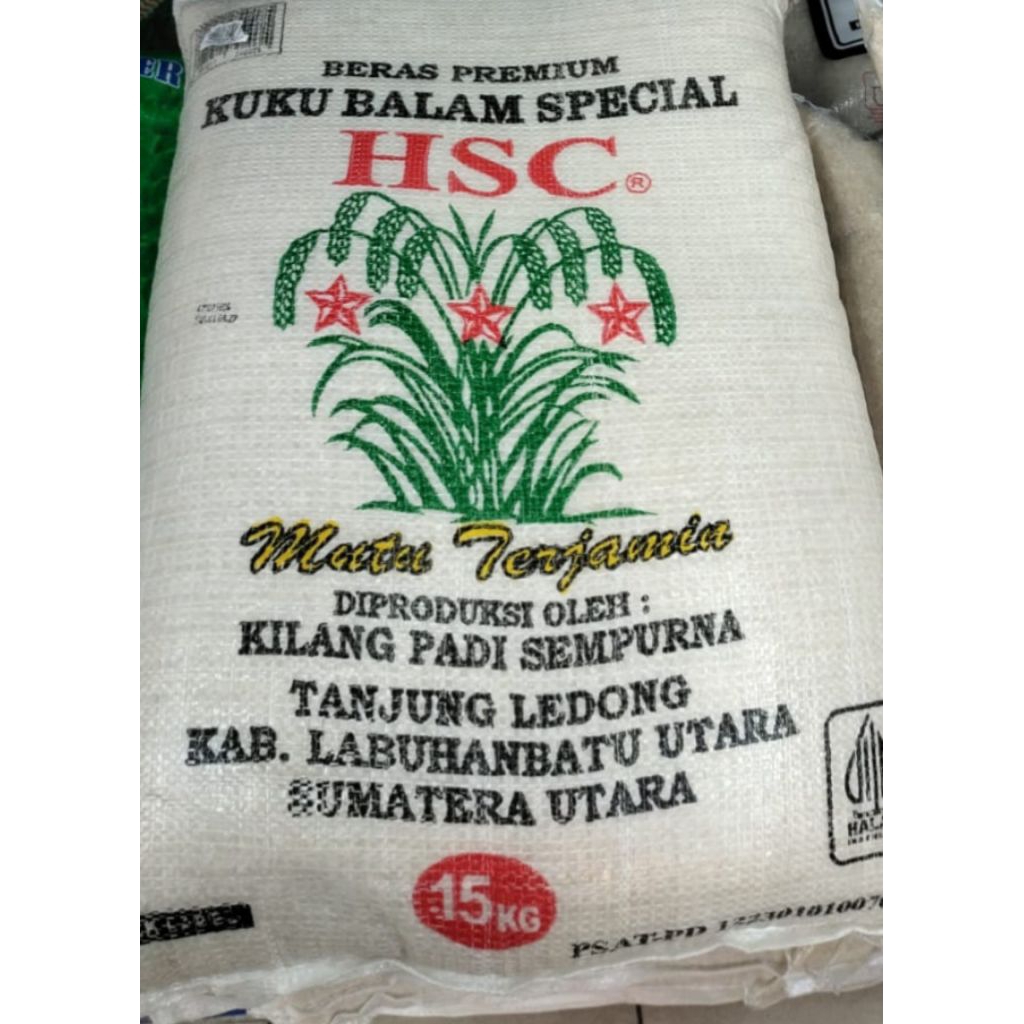 ER
BERAS PREMIUM
KUKU BALAM SPECIAL
HSC®
Mutu Terjamin
DIPRODUKSI OLEH :
KILANG PADI SEMPURNA
TANJUNG LEDONG
KAB. LABUHANBATU UTARA
SUMATERA UTARA
15KG